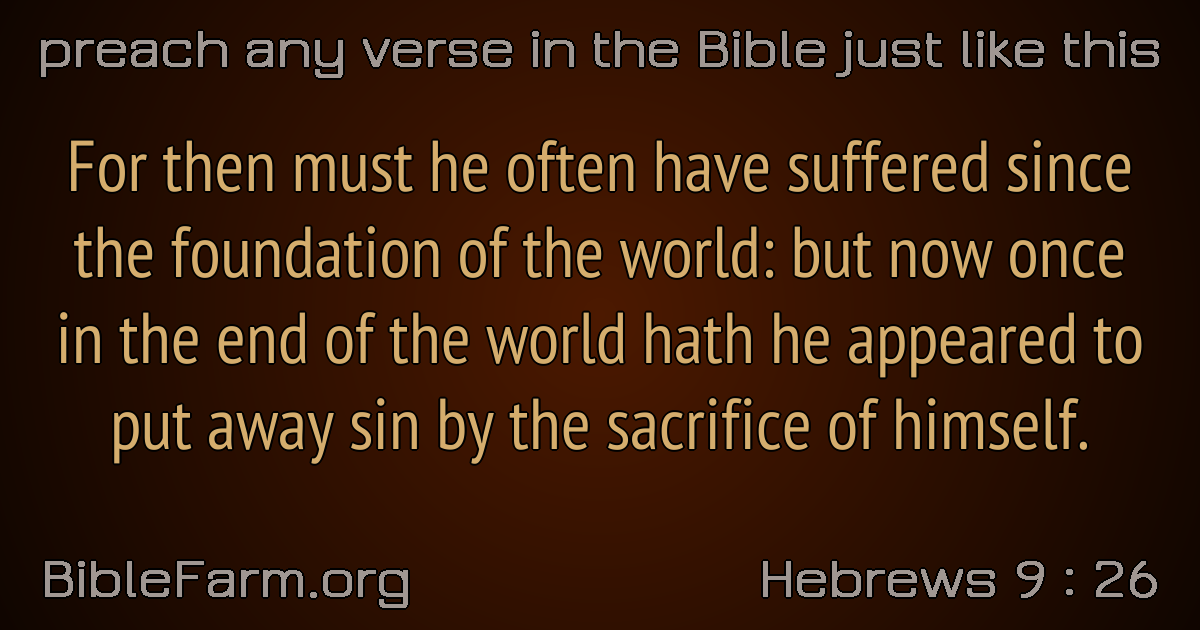 preach any verse in the Bible just like this
For then must he often have suffered since
the foundation of the world: but now once
in the end of the world hath he appeared to
put away sin by the sacrifice of himself.
BibleFarm.org
Hebrews 9 : 26